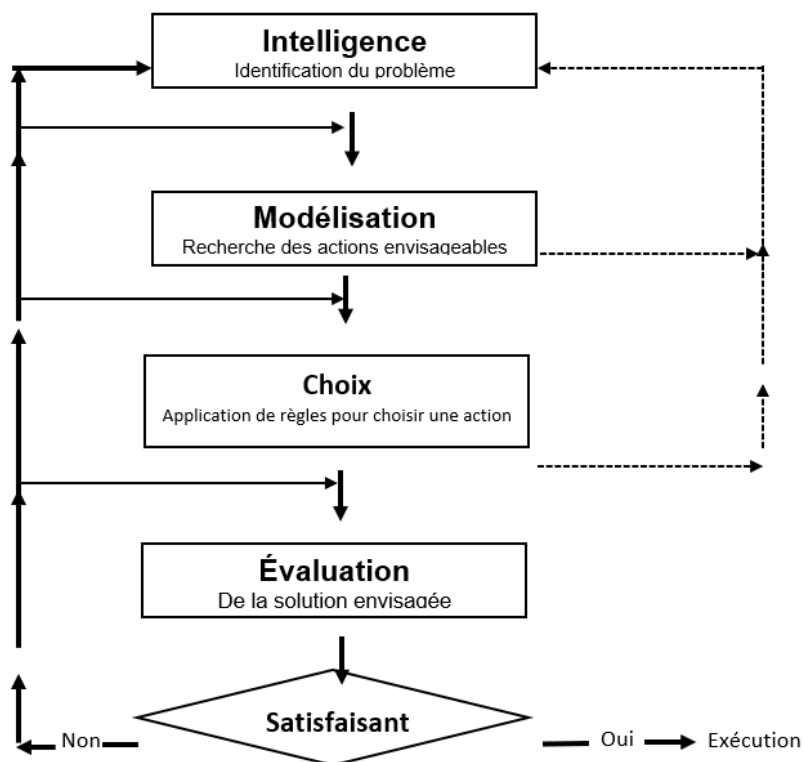 Intelligence
Identification du problème
Modélisation
Recherche des actions envisageables
Choix
Application de règles pour choisir une action
Évaluation
De la solution envisagée
Satisfaisant
Non
Oui
Exécution